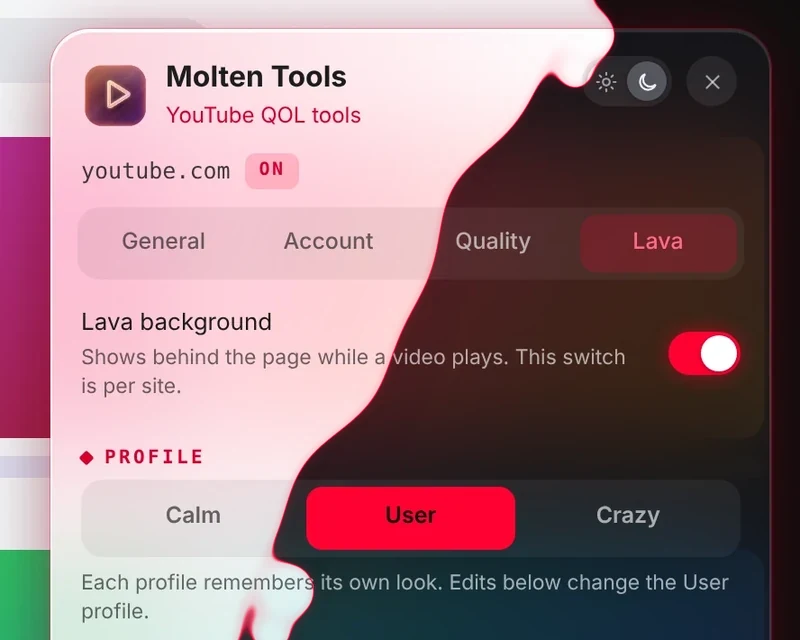 Molten Tools
YouTube QOL tools
youtube.com ON
General Account Quality Lava
Lava background
Shows behind the page while a video plays. This switch
is per site.
PROFILE
Calm User Crazy
Each profile remembers its own look. Edits below change the User
profile.